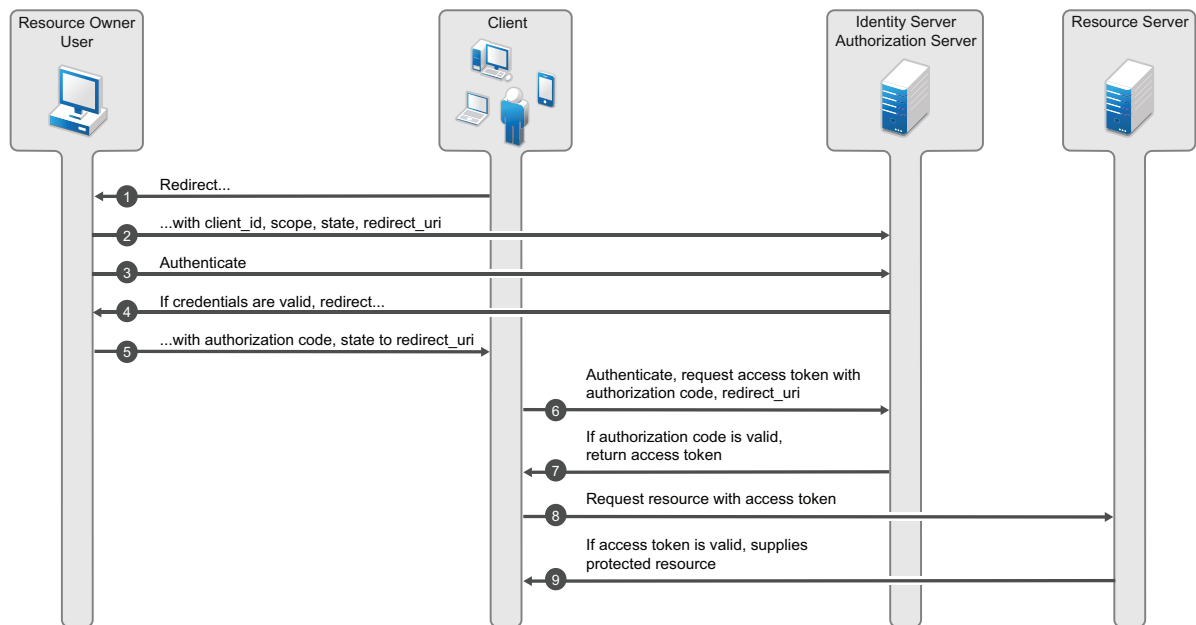 Resource Owner
User
Client
Identity Server
Authorization Server
Resource Server
Redirect...
1
...with client_id, scope, state, redirect_uri
2
Authenticate
3
If credentials are valid, redirect...
4
...with authorization code, state to redirect_uri
5
Authenticate, request access token with
authorization code, redirect_uri
6
If authorization code is valid,
return access token
7
Request resource with access token
8
If access token is valid, supplies
protected resource
9